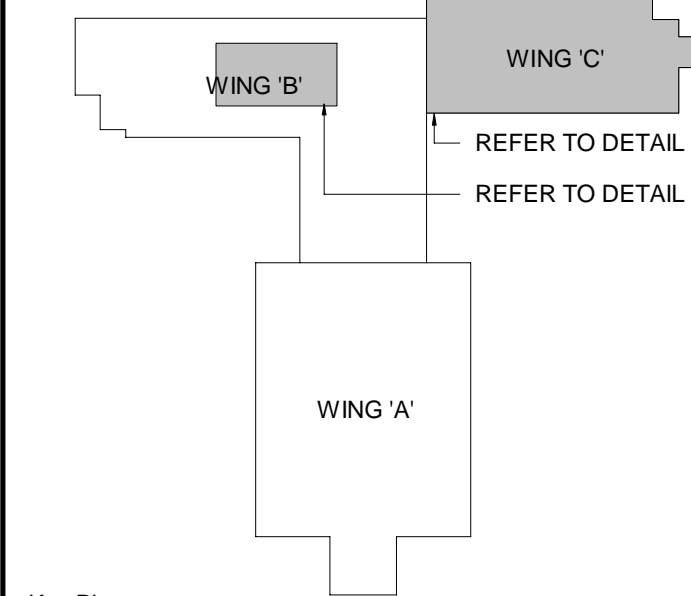 WING 'C'
WING 'B'
REFER TO DETAIL
REFER TO DETAIL
WING 'A'